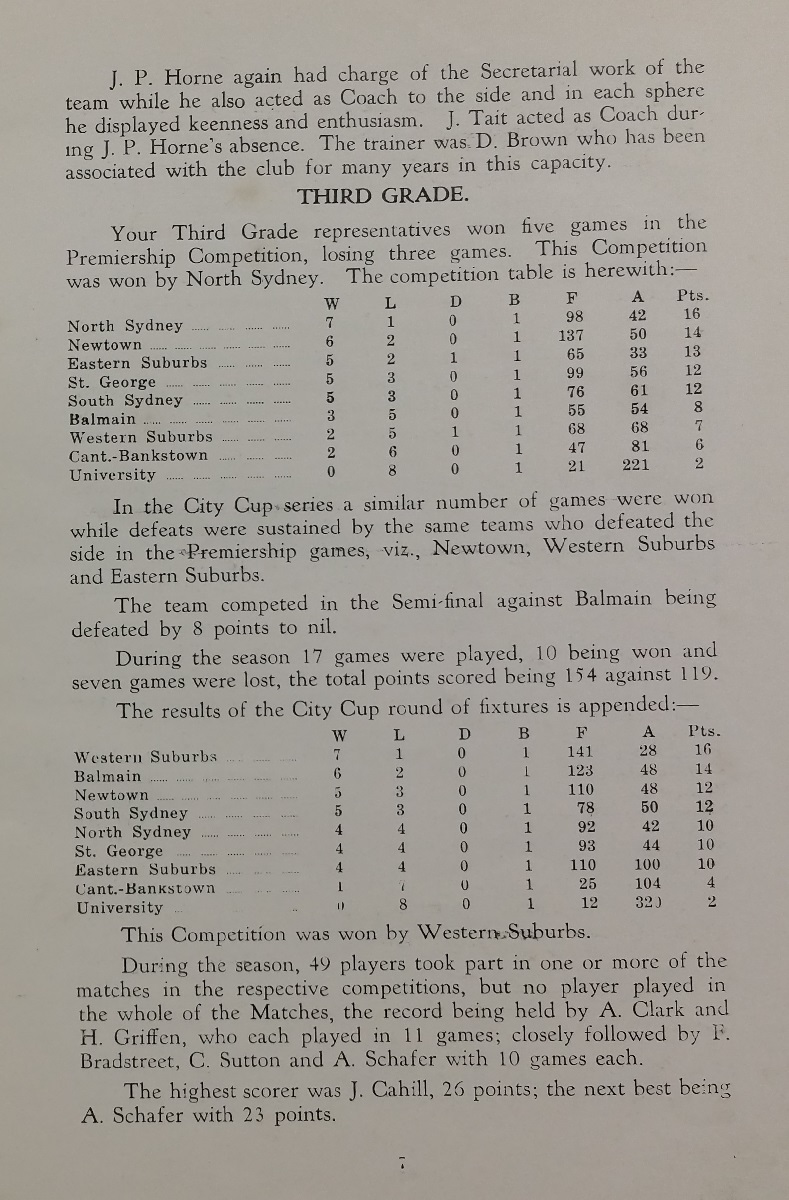 J. P. Horne again had charge of the Secretarial work of the
team while he also acted as Coach to the side and in each sphere
he displayed keenness and enthusiasm. J. Tait acted as Coach dur-
ing J. P. Horne's absence. The trainer was D. Brown who has been
associated with the club for many years in this capacity.
THIRD GRADE.
Your Third Grade representatives won five games in the
Premiership Competition, losing three games. This Competition
was won by North Sydney. The competition table is herewith:—
W L D B F A Pts.
North Sydney 7 1 0 1 98 42 16
Newtown 6 2 0 1 137 50 14
Eastern Suburbs 5 2 1 1 65 33 13
St. George 5 3 0 1 99 56 12
South Sydney 5 3 0 1 76 61 12
Balmain 3 5 0 1 55 54 8
Western Suburbs 2 5 1 1 68 68 7
Cant.-Bankstown 2 6 0 1 47 81 6
University 0 8 0 1 21 221 2
In the City Cup series a similar number of games were won
while defeats were sustained by the same teams who defeated the
side in the Premiership games, viz., Newtown, Western Suburbs
and Eastern Suburbs.
The team competed in the Semi-final against Balmain being
defeated by 8 points to nil.
During the season 17 games were played, 10 being won and
seven games were lost, the total points scored being 154 against 119.
The results of the City Cup round of fixtures is appended:—
W L D B F A Pts.
Western Suburbs 7 1 0 1 141 28 16
Balmain 6 2 0 1 123 48 14
Newtown 5 3 0 1 110 48 12
South Sydney 5 3 0 1 78 50 12
North Sydney 4 4 0 1 92 42 10
St. George 4 4 0 1 93 44 10
Eastern Suburbs 4 4 0 1 110 100 10
Cant.-Bankstown 1 7 0 1 25 104 4
University 0 8 0 1 12 2
This Competition was won by Western Suburbs.
During the season, 49 players took part in one or more of the
matches in the respective competitions, but no player played in
the whole of the Matches, the record being held by A. Clark and
H. Griffen, who each played in 11 games; closely followed by F.
Bradstreet, C. Sutton and A. Schafer with 10 games each.
The highest scorer was J. Cahill, 26 points; the next best being
A. Schafer with 23 points.